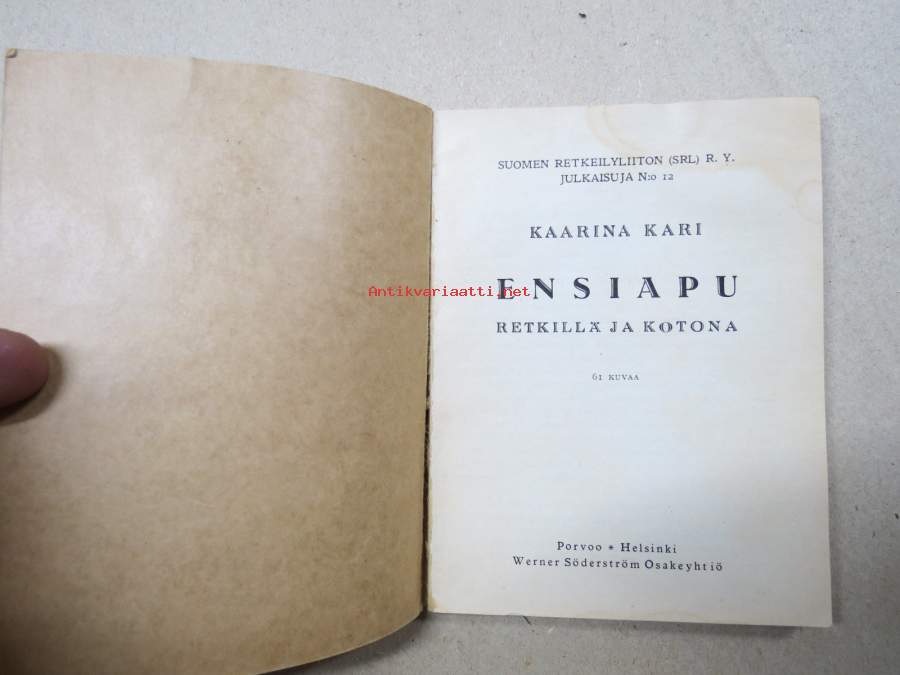 SUOMEN RETKEILYLIITON (SRL) R. Y.
JULKAISUJA N:o 12
KAARINA KARI
ENSIAPU
Antikvariaatti.net
RETKILLÄ JA KOTONA
61 KUVAA
Porvoo * Helsinki
Werner Söderström Osakeyhtiö